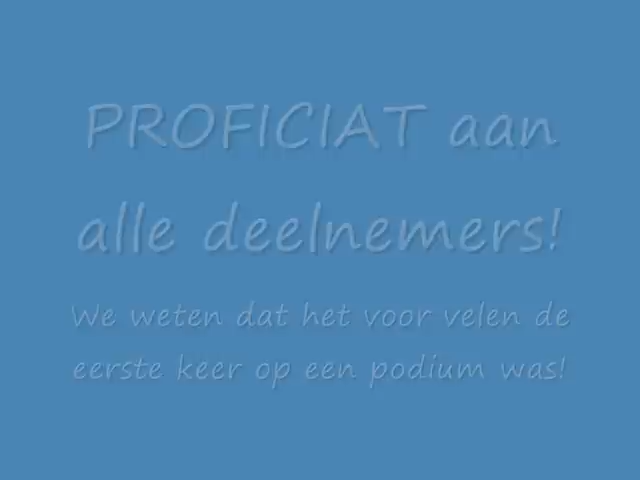 PROFICIAT aan
alle deelnemers!
We weten dat het voor velen de
eerste keer op een podium was!